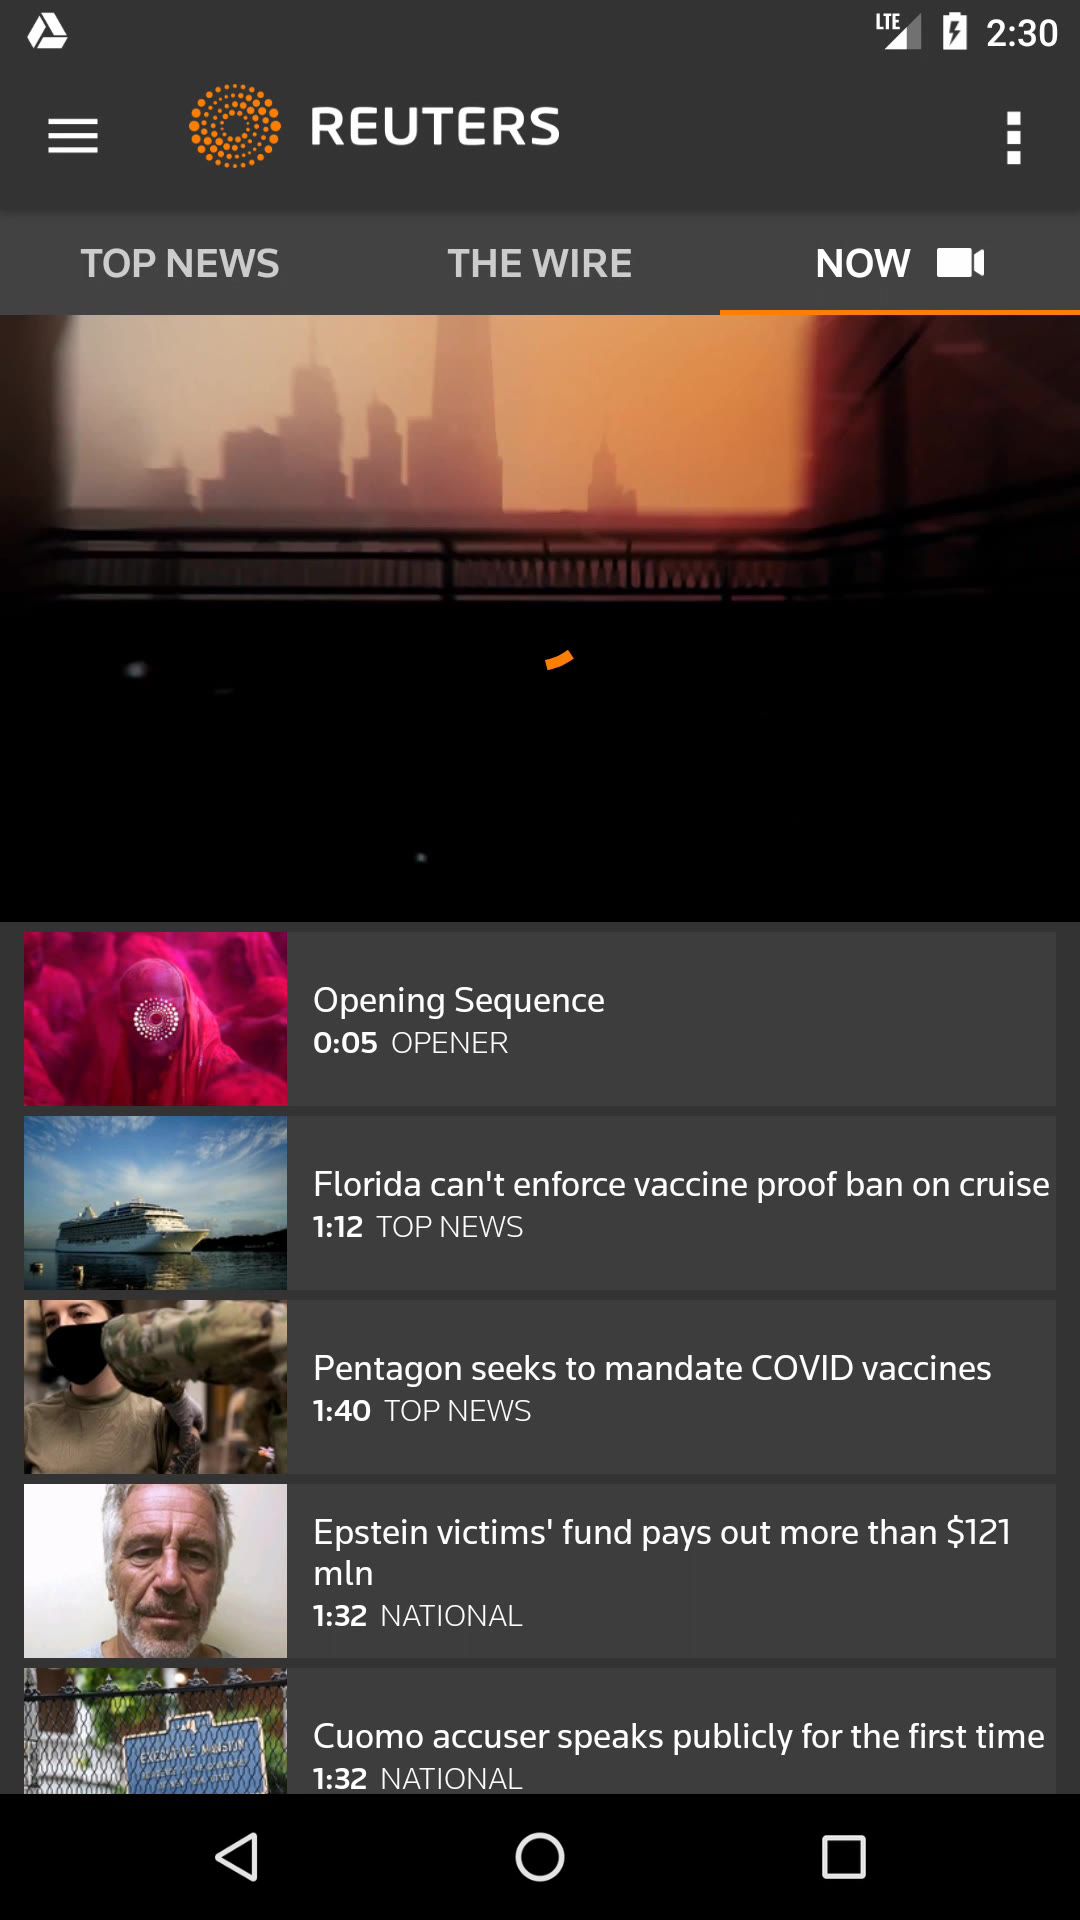 LTE 2:30
REUTERS
TOP NEWS THE WIRE NOW
Opening Sequence
0:05 OPENER
Florida can't enforce vaccine proof ban on cruise
1:12 TOP NEWS
Pentagon seeks to mandate COVID vaccines
1:40 TOP NEWS
Epstein victims' fund pays out more than $121
mln
1:32 NATIONAL
EXECUTIVE MANSION
Cuomo accuser speaks publicly for the first time
1:32 NATIONAL